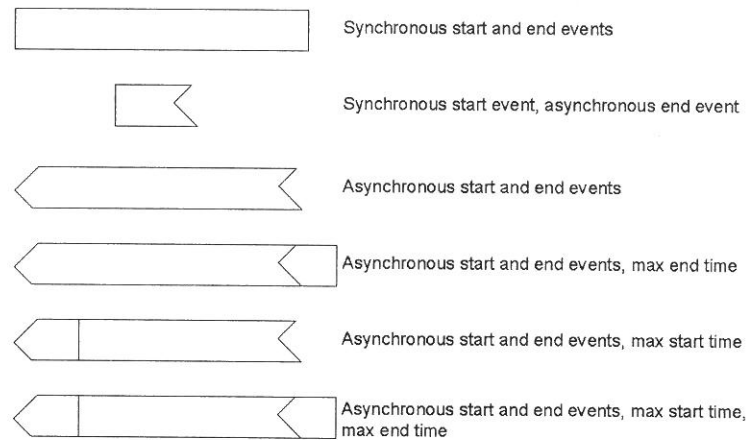 Synchronous start and end events
Synchronous start event, asynchronous end event
Asynchronous start and end events
Asynchronous start and end events, max end time
Asynchronous start and end events, max start time
Asynchronous start and end events, max start time,
max end time